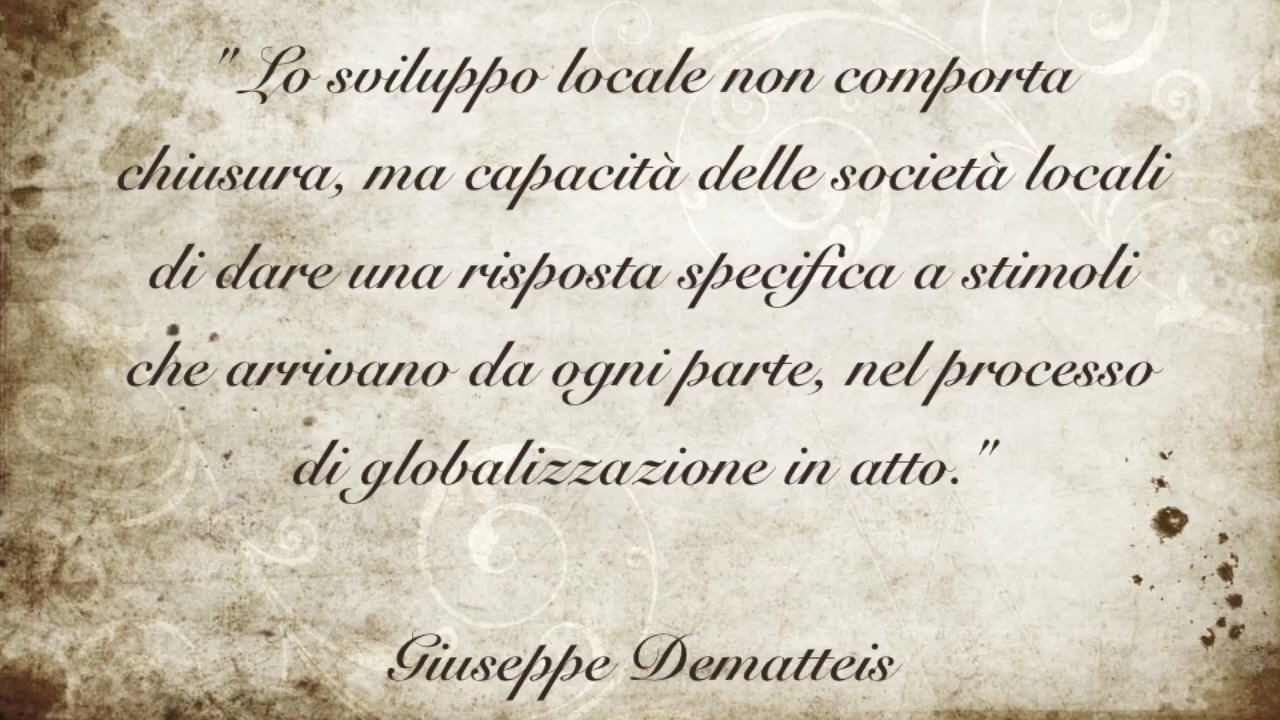 " Lo sviluppo locale non comporta
chiusura, ma capacità delle società locali
di dare una risposta specifica a stimoli
che arrivano da ogni parte, nel processo
di globalizzazione in atto."
Giuseppe Dematteis